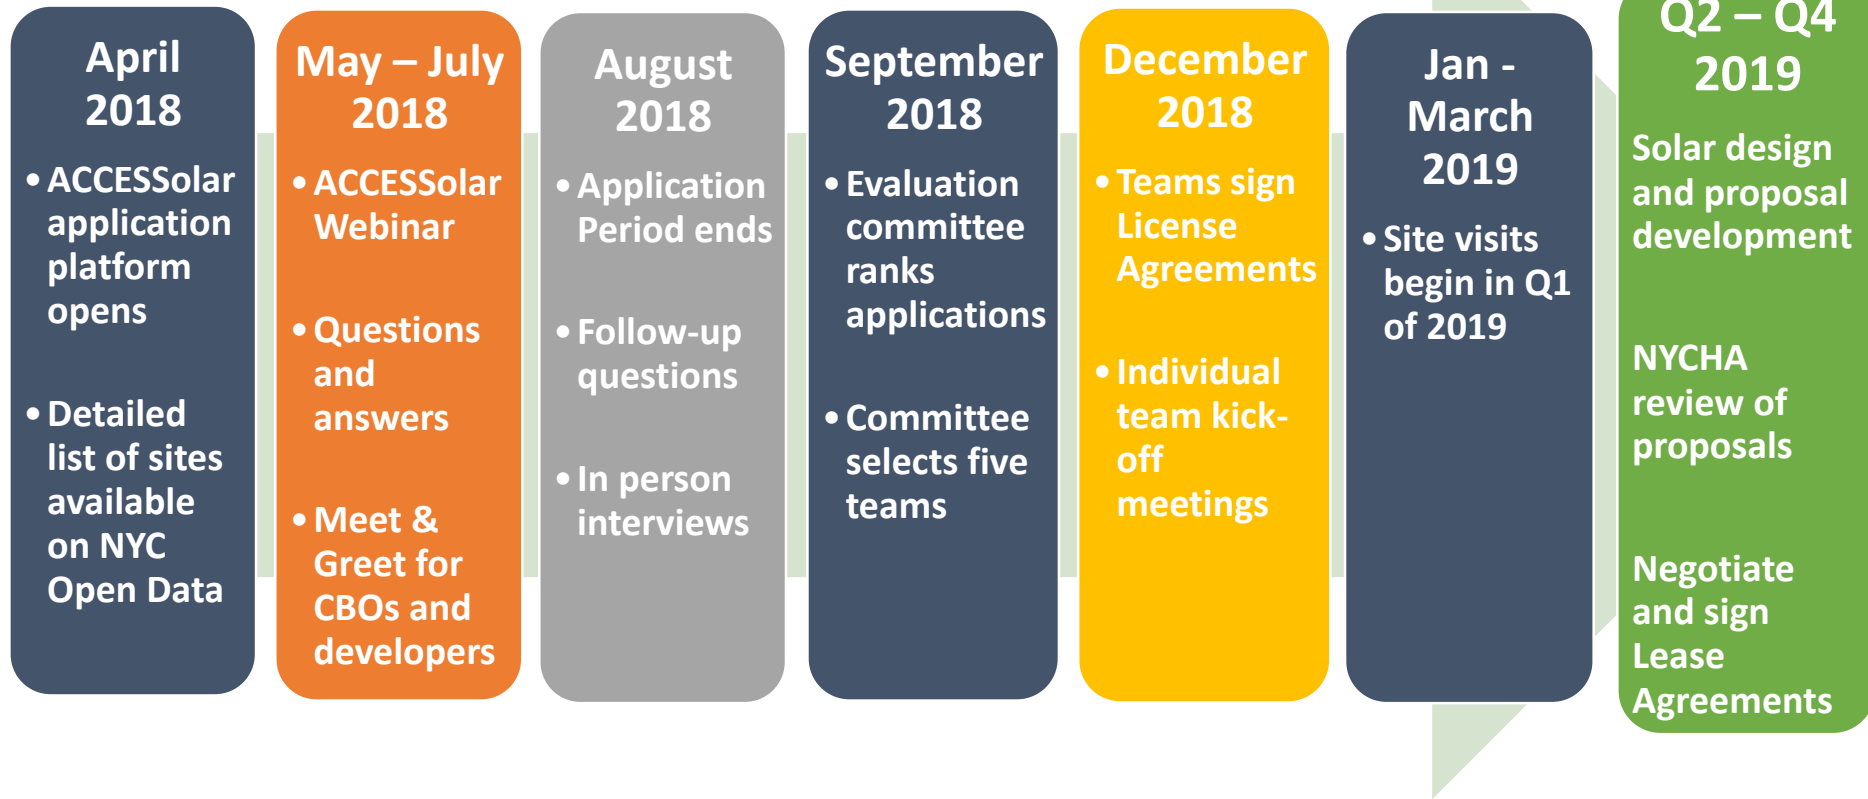 April
2018
• ACCESSolar
application
platform
opens
• Detailed
list of sites
available
on NYC
Open Data
May – July
2018
• ACCESSolar
Webinar
• Questions
and
answers
• Meet &
Greet for
CBOs and
developers
August
2018
• Application
Period ends
• Follow-up
questions
• In person
interviews
September
2018
• Evaluation
committee
ranks
applications
• Committee
selects five
teams
December
2018
• Teams sign
License
Agreements
• Individual
team kick-
off
meetings
Jan -
March
2019
• Site visits
begin in Q1
of 2019
Q2 – Q4
2019
Solar design
and proposal
development
NYCHA
review of
proposals
Negotiate
and sign
Lease
Agreements